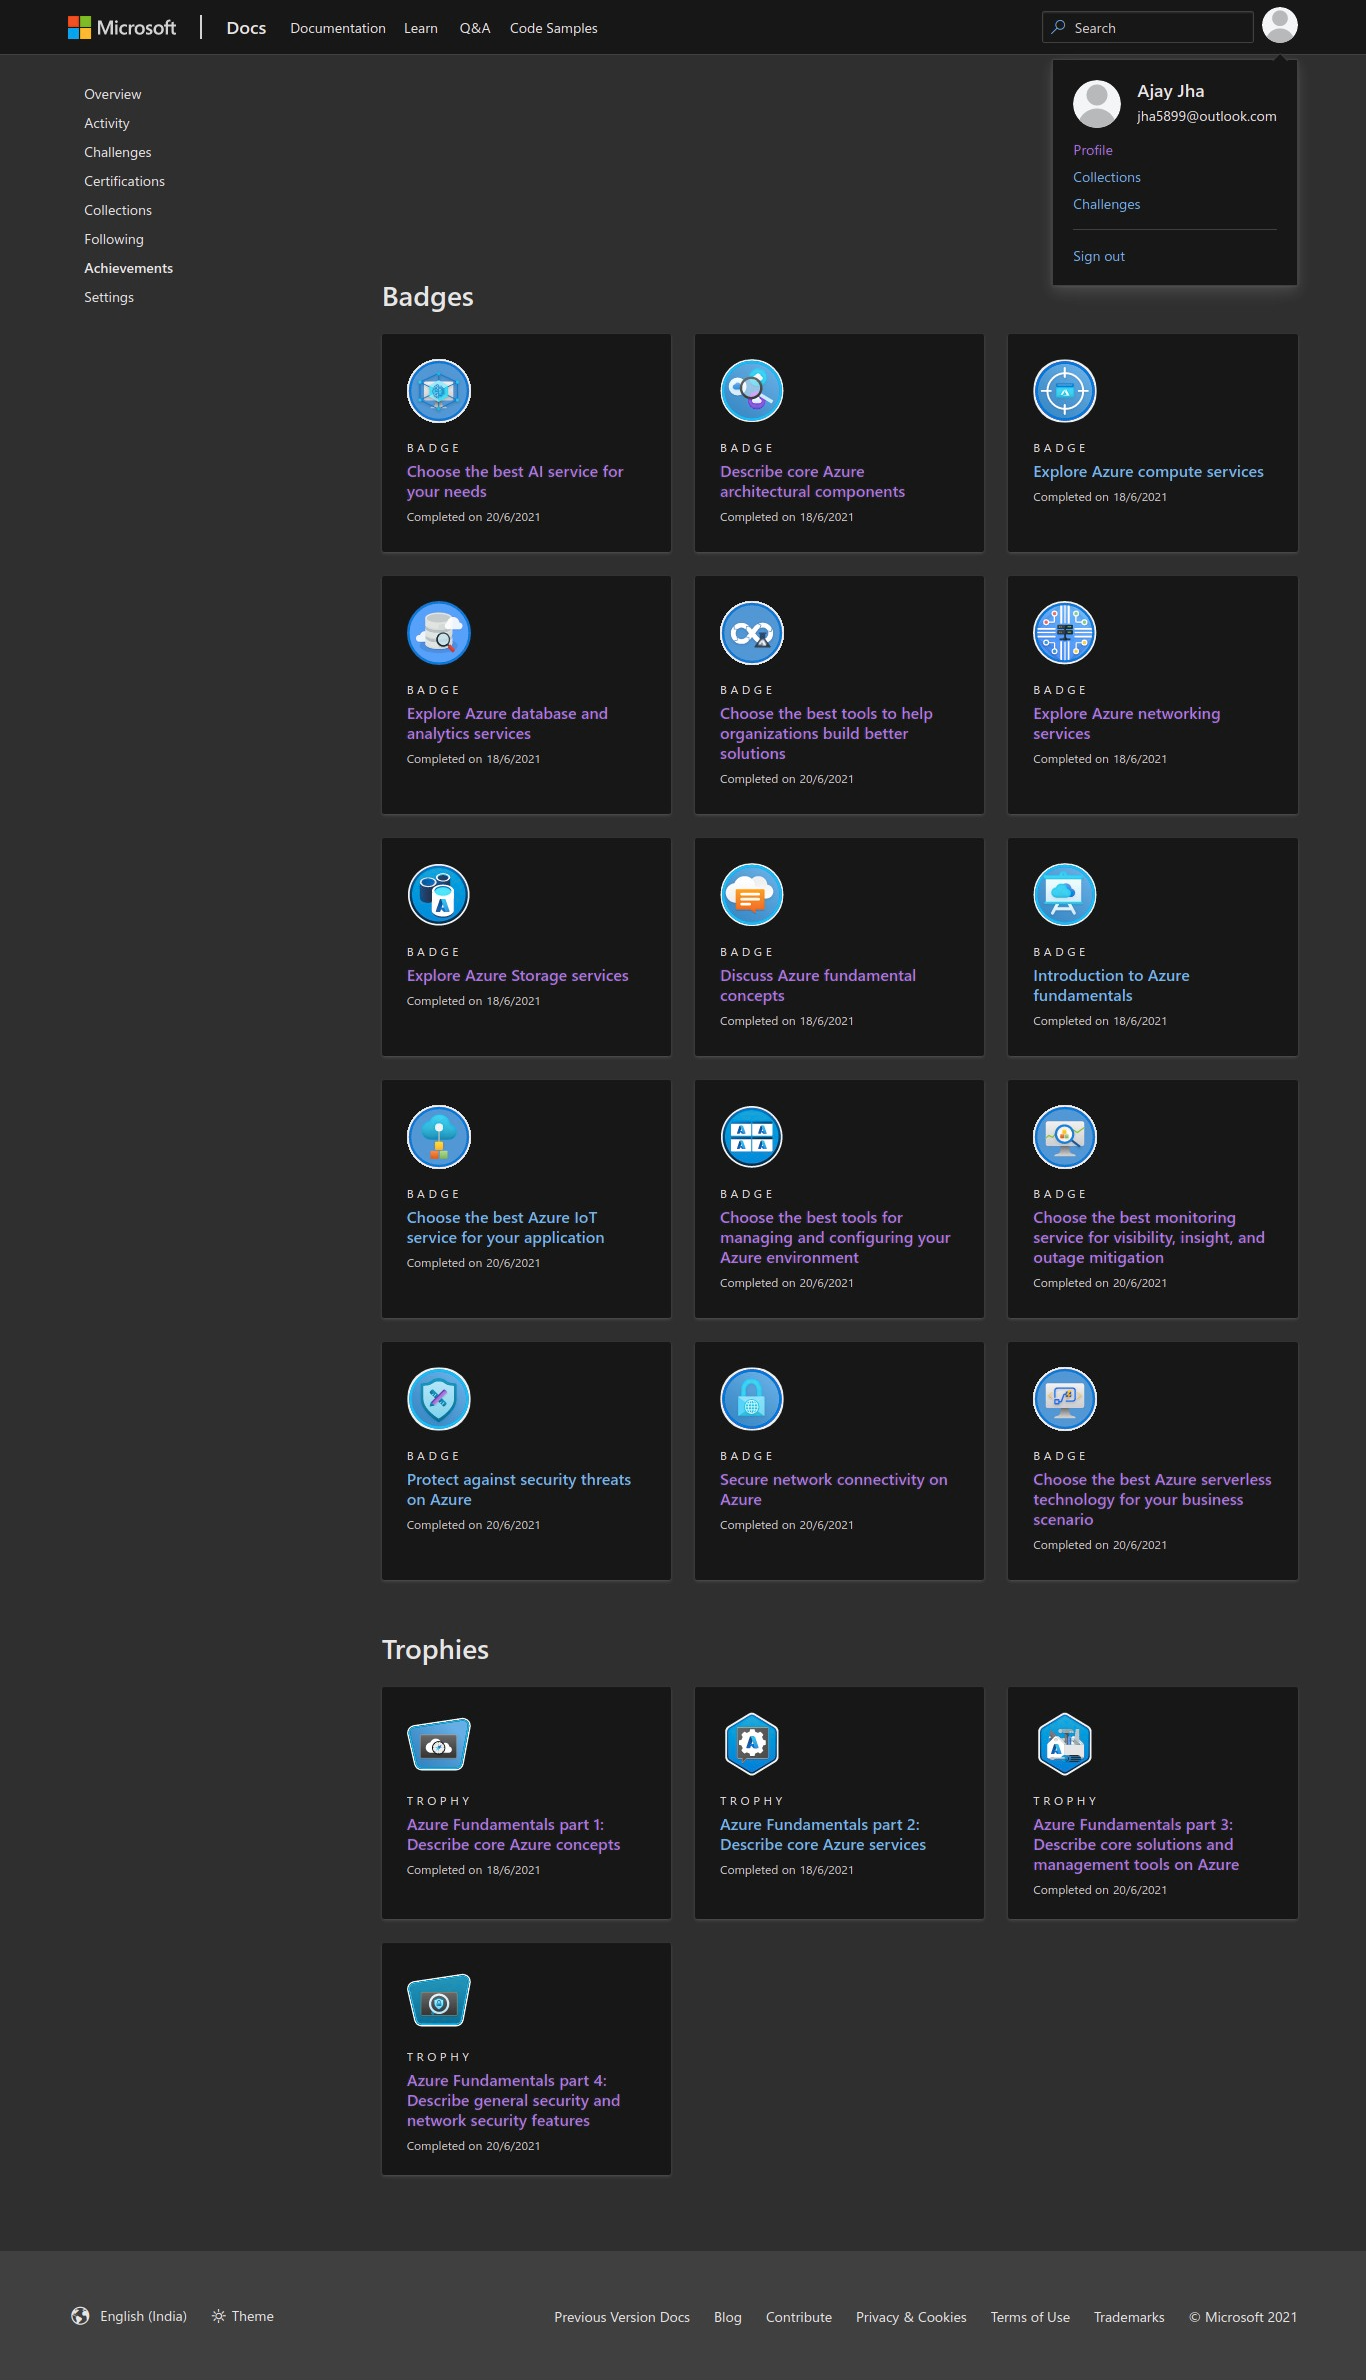 Microsoft
Docs
Documentation
Learn
Q&A
Code Samples
Search
Ajay Jha
jha5899@outlook.com
Profile
Collections
Challenges
Sign out
Overview
Activity
Challenges
Certifications
Collections
Following
Achievements
Settings
Badges
BADGE
Choose the best AI service for
your needs
Completed on 20/6/2021
BADGE
Describe core Azure
architectural components
Completed on 18/6/2021
BADGE
Explore Azure compute services
Completed on 18/6/2021
BADGE
Explore Azure database and
analytics services
Completed on 18/6/2021
BADGE
Choose the best tools to help
organizations build better
solutions
Completed on 20/6/2021
BADGE
Explore Azure networking
services
Completed on 18/6/2021
BADGE
Explore Azure Storage services
Completed on 18/6/2021
BADGE
Discuss Azure fundamental
concepts
Completed on 18/6/2021
BADGE
Introduction to Azure
fundamentals
Completed on 18/6/2021
BADGE
Choose the best Azure IoT
service for your application
Completed on 20/6/2021
BADGE
Choose the best tools for
managing and configuring your
Azure environment
Completed on 20/6/2021
BADGE
Choose the best monitoring
service for visibility, insight, and
outage mitigation
Completed on 20/6/2021
BADGE
Protect against security threats
on Azure
Completed on 20/6/2021
BADGE
Secure network connectivity on
Azure
Completed on 20/6/2021
BADGE
Choose the best Azure serverless
technology for your business
scenario
Completed on 20/6/2021
Trophies
TROPHY
Azure Fundamentals part 1:
Describe core Azure concepts
Completed on 18/6/2021
TROPHY
Azure Fundamentals part 2:
Describe core Azure services
Completed on 18/6/2021
TROPHY
Azure Fundamentals part 3:
Describe core solutions and
management tools on Azure
Completed on 20/6/2021
TROPHY
Azure Fundamentals part 4:
Describe general security and
network security features
Completed on 20/6/2021
English (India)
Theme
Previous Version Docs
Blog
Contribute
Privacy & Cookies
Terms of Use
Trademarks
© Microsoft 2021